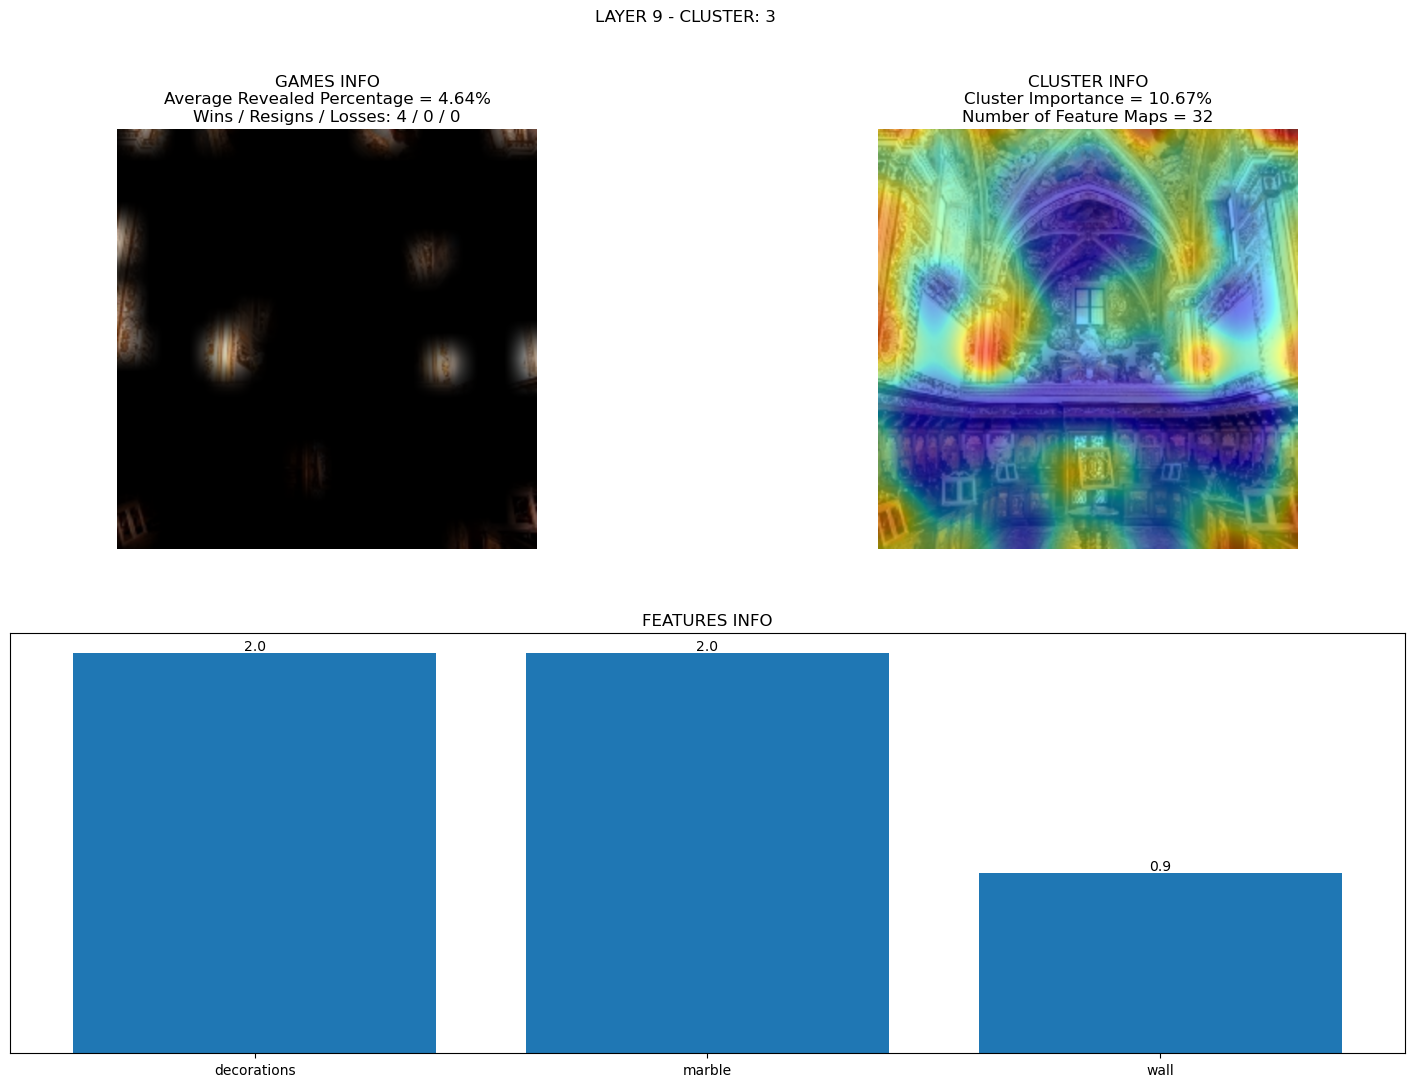 LAYER 9 - CLUSTER: 3
GAMES INFO
Average Revealed Percentage = 4.64%
Wins / Resigns / Losses: 4 / 0 / 0
CLUSTER INFO
Cluster Importance = 10.67%
Number of Feature Maps = 32
FEATURES INFO
2.0
2.0
0.9
decorations
marble
wall